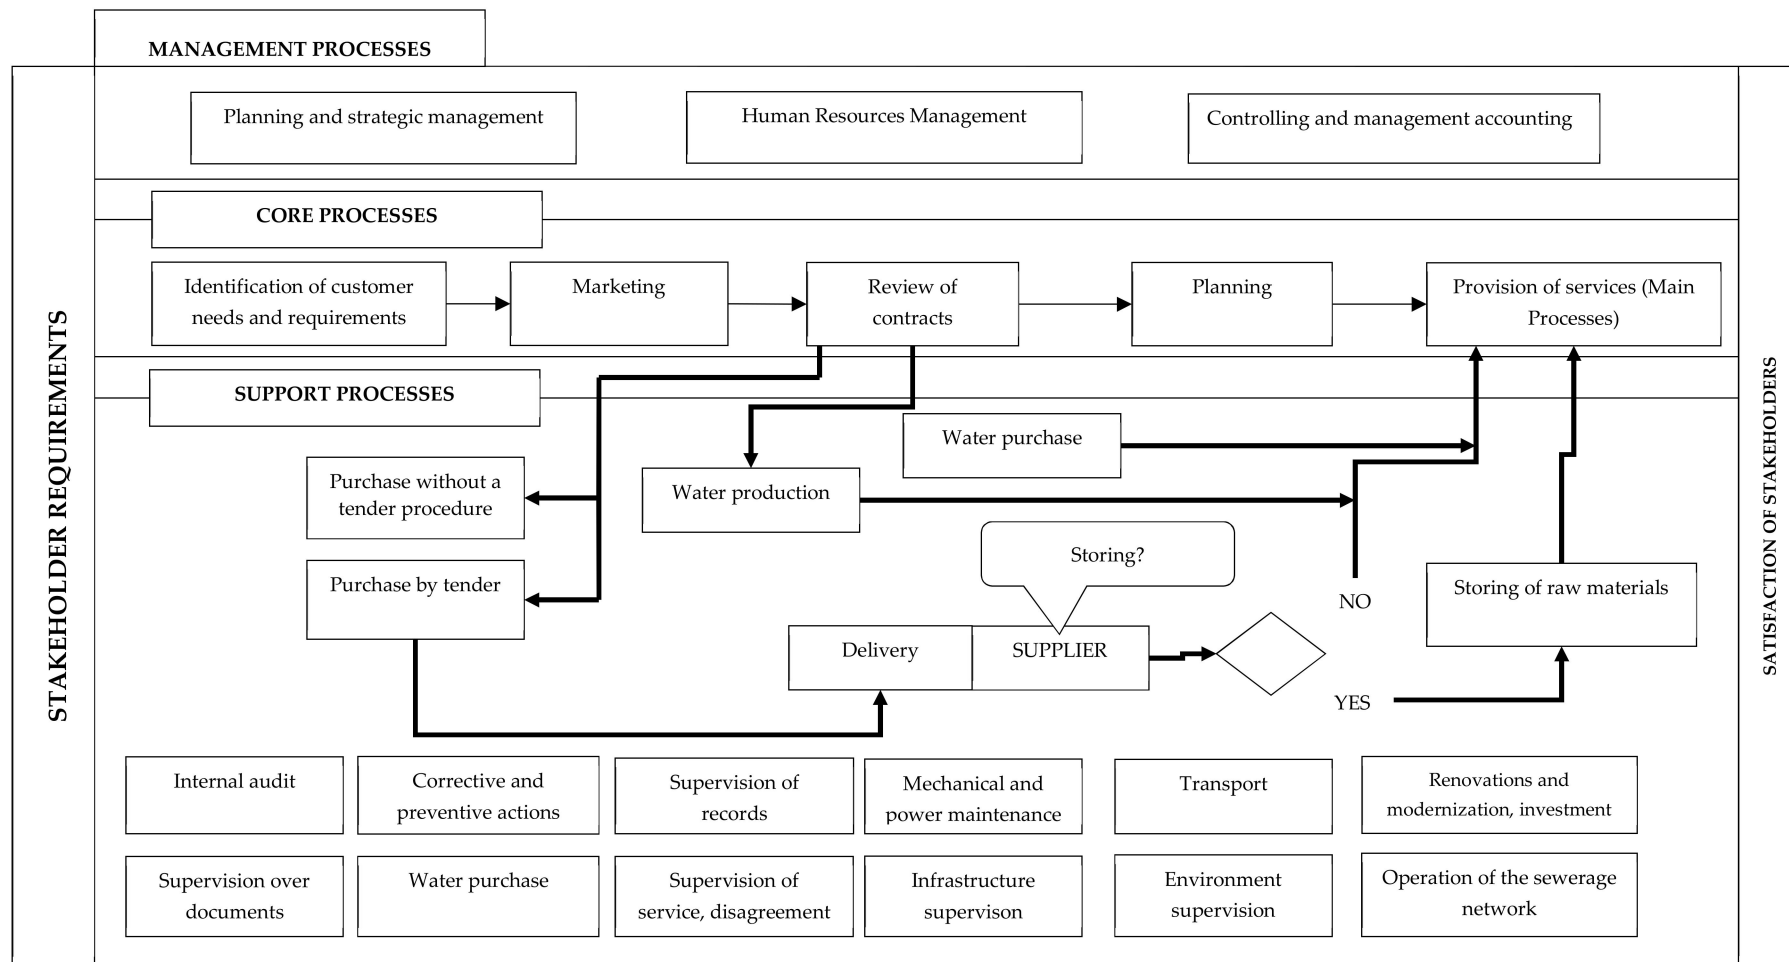 MANAGEMENT PROCESSES
Planning and strategic management
Human Resources Management
Controlling and management accounting
CORE PROCESSES
Identification of customer
needs and requirements
Marketing
Review of
contracts
Planning
Provision of services (Main
Processes)
STAKEHOLDER REQUIREMENTS
SATISFACTION OF STAKEHOLDERS
SUPPORT PROCESSES
Water purchase
Purchase without a
tender procedure
Water production
Storing?
Purchase by tender
NO
Storing of raw materials
Delivery
SUPPLIER
YES
Internal audit
Corrective and
preventive actions
Supervision of
records
Mechanical and
power maintenance
Transport
Renovations and
modernization, investment
Supervision over
documents
Water purchase
Supervision of
service, disagreement
Infrastructure
supervison
Environment
supervision
Operation of the sewerage
network